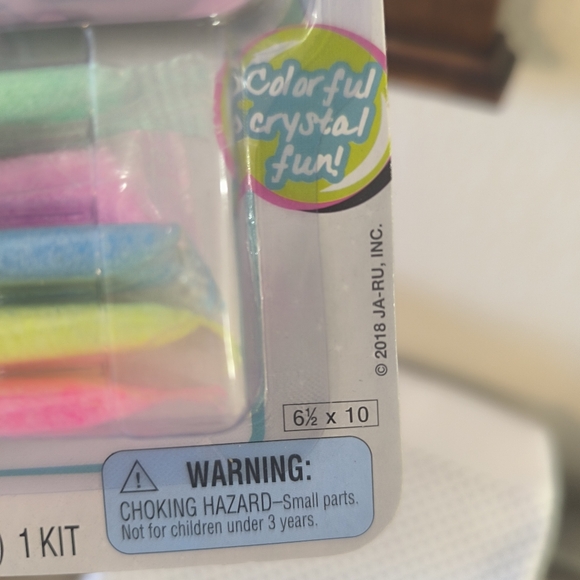 Colorful
crystal
fun!
© 2018 JA-RU, INC.
6½ x 10
WARNING:
CHOKING HAZARD–Small parts.
Not for children under 3 years.
) 1 KIT